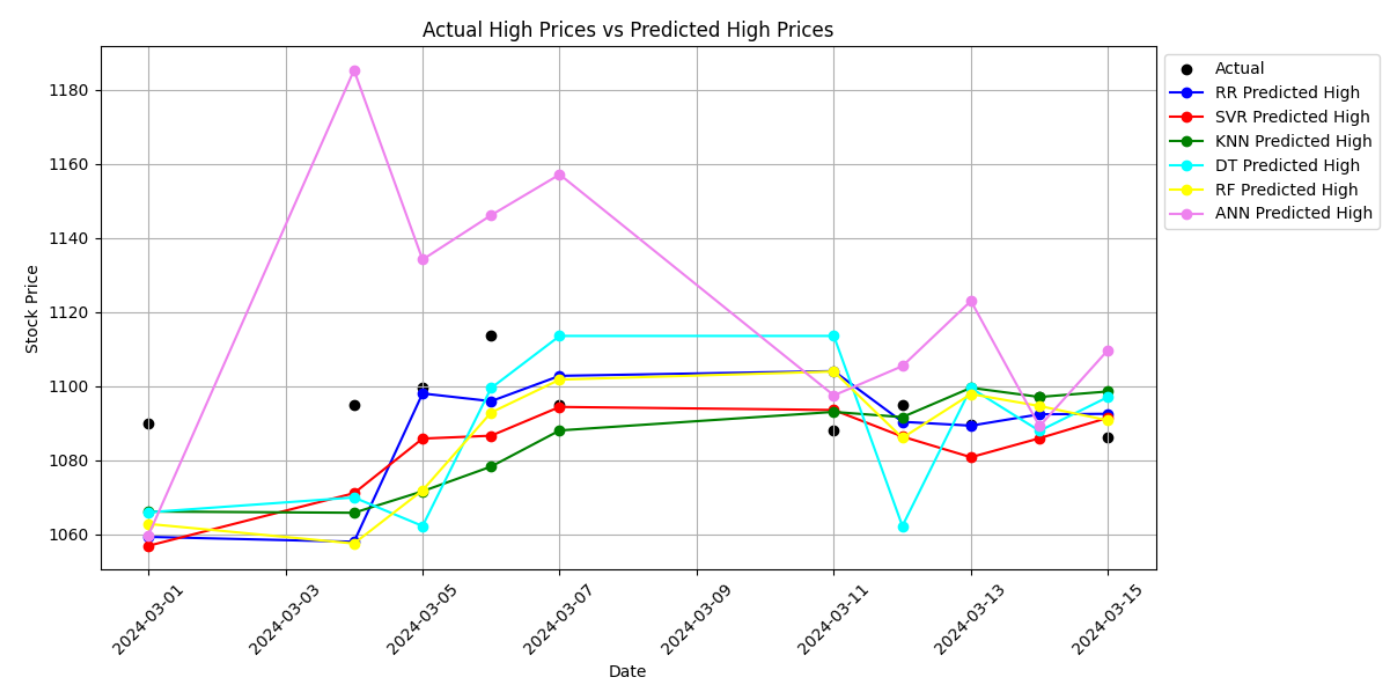 Actual High Prices vs Predicted High Prices
Stock Price
1180
1160
1140
1120
1100
1080
1060
2024-03-01
2024-03-03
2024-03-05
2024-03-07
2024-03-09
2024-03-11
2024-03-13
2024-03-15
Date
Actual
RR Predicted High
SVR Predicted High
KNN Predicted High
DT Predicted High
RF Predicted High
ANN Predicted High